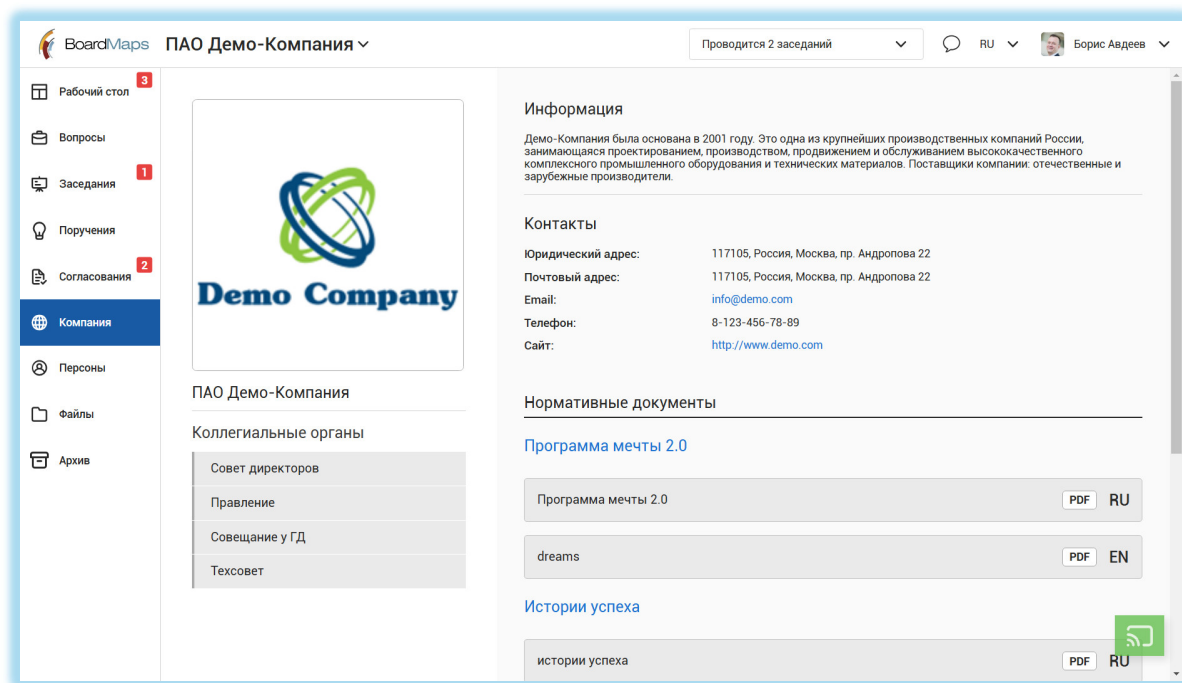 BoardMaps ПАО Демо-Компания Проводится 2 заседаний RU Борис Авдеев
Рабочий стол 3
Вопросы
Заседания 1
Поручения
Согласования 2
Компания
Персоны
Файлы
Архив
Demo Company
ПАО Демо-Компания
Коллегиальные органы
Совет директоров
Правление
Совещание у ГД
Техсовет
Информация
Демо-Компания была основана в 2001 году. Это одна из крупнейших производственных компаний России,
занимающаяся проектированием, производством, продвижением и обслуживанием высококачественного
комплексного промышленного оборудования и технических материалов. Поставщики компании: отечественные и
зарубежные производители.
Контакты
Юридический адрес: 117105, Россия, Москва, пр. Андропова 22
Почтовый адрес: 117105, Россия, Москва, пр. Андропова 22
Email: info@demo.com
Телефон: 8-123-456-78-89
Сайт: http://www.demo.com
Нормативные документы
Программа мечты 2.0
Программа мечты 2.0 PDF RU
dreams PDF EN
Истории успеха
истории успеха PDF RU